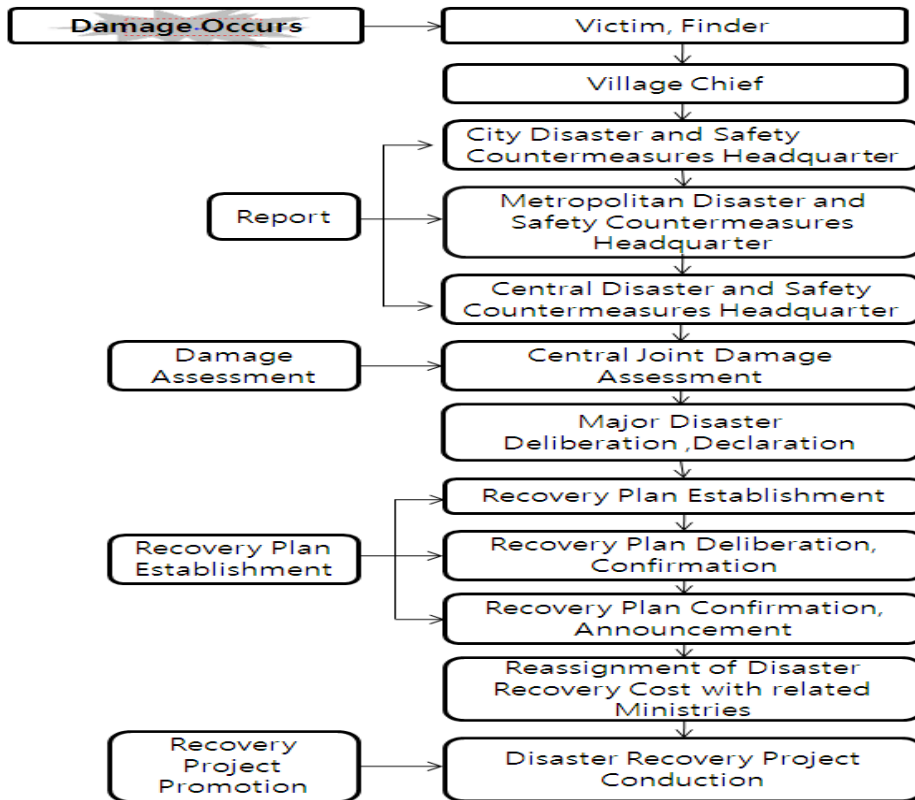 Damage Occurs
Victim, Finder
Village Chief
City Disaster and Safety
Countermeasures Headquarter
Report
Metropolitan Disaster and
Safety Countermeasures
Headquarter
Central Disaster and Safety
Countermeasures Headquarter
Damage
Assessment
Central Joint Damage
Assessment
Major Disaster
Deliberation ,Declaration
Recovery Plan Establishment
Recovery Plan
Establishment
Recovery Plan Deliberation,
Confirmation
Recovery Plan Confirmation,
Announcement
Reassignment of Disaster
Recovery Cost with related
Ministries
Recovery
Project
Promotion
Disaster Recovery Project
Conduction